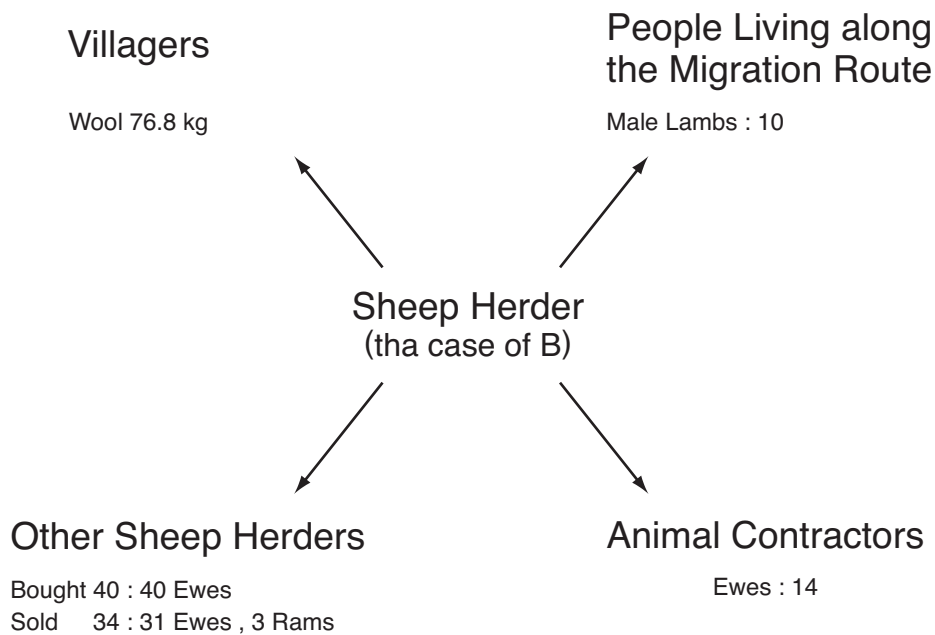 Villagers
Wool 76.8 kg
People Living along
the Migration Route
Male Lambs : 10
Sheep Herder
(tha case of B)
Other Sheep Herders
Bought 40 : 40 Ewes
Sold 34 : 31 Ewes , 3 Rams
Animal Contractors
Ewes : 14